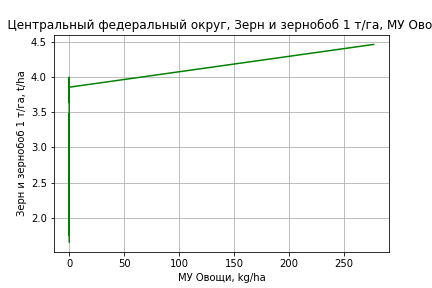 Центральный федеральный округ, Зерн и зернобоб 1 т/га, МУ Ово
4.5
4.0
3.5
3.0
2.5
2.0
Зерн и зернобоб 1 т/га, t/ha
0 50 100 150 200 250
МУ Овощи, kg/ha